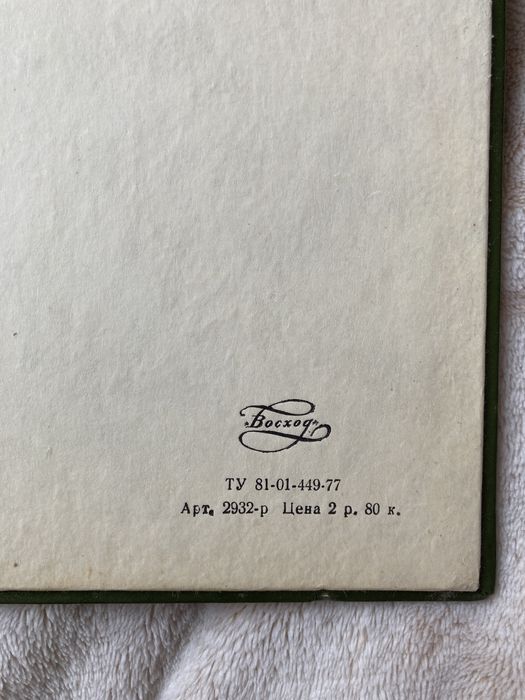 «Восход»
ТУ 81-01-449-77
Арт. 2932-р Цена 2 р. 80 к.